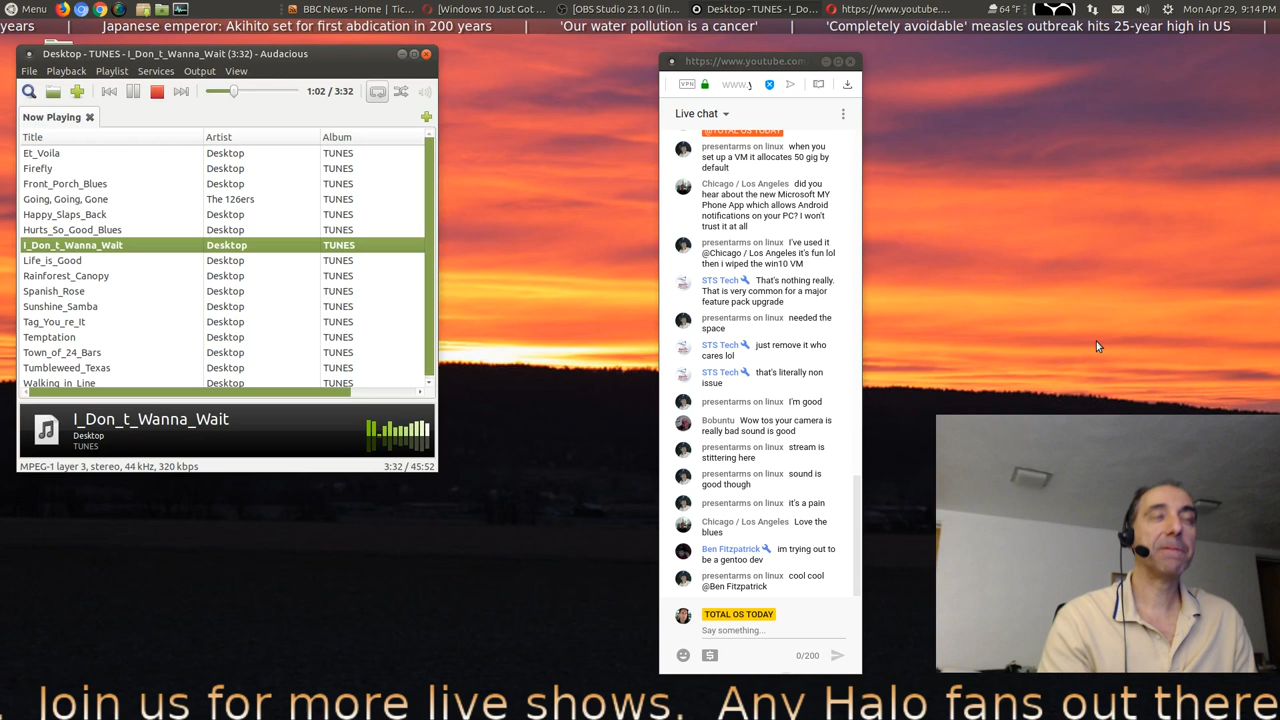 Menu
BBC News - Home | Tic...
[Windows 10 Just Got ...
[OBS Studio 23.1.0 (linux...
Desktop - TUNES - I_Do...
https://www.youtube.com...
64 °F
Mon Apr 29, 9:14 PM
years | Japanese emperor: Akihito set for first abdication in 200 years | 'Our water pollution is a cancer' | 'Completely avoidable' measles outbreak hits 25-year high in US |
Desktop - TUNES - I_Don_t_Wanna_Wait (3:32) - Audacious
File Playback Playlist Services Output View
1:02 / 3:32
Now Playing
Title Artist Album
Et_Voila Desktop TUNES
Firefly Desktop TUNES
Front_Porch_Blues Desktop TUNES
Going, Going, Gone The 126ers TUNES
Happy_Slaps_Back Desktop TUNES
Hurts_So_Good_Blues Desktop TUNES
I_Don_t_Wanna_Wait Desktop TUNES
Life_is_Good Desktop TUNES
Rainforest_Canopy Desktop TUNES
Spanish_Rose Desktop TUNES
Sunshine_Samba Desktop TUNES
Tag_You_re_It Desktop TUNES
Temptation Desktop TUNES
Town_of_24_Bars Desktop TUNES
Tumbleweed_Texas Desktop TUNES
Walking_in_Line Desktop TUNES
I_Don_t_Wanna_Wait
Desktop
TUNES
MPEG-1 layer 3, stereo, 44 kHz, 320 kbps 3:32 / 45:52
https://www.youtube.com
VPN www.y
Live chat
@TOTAL OS TODAY
presentarms on linux when you
set up a VM it allocates 50 gig by
default
Chicago / Los Angeles did you
hear about the new Microsoft MY
Phone App which allows Android
notifications on your PC? I won't
trust it at all
presentarms on linux I've used it
@Chicago / Los Angeles it's fun lol
then i wiped the win10 VM
STS Tech That's nothing really.
That is very common for a major
feature pack upgrade
presentarms on linux needed the
space
STS Tech just remove it who
cares lol
STS Tech that's literally non
issue
presentarms on linux I'm good
Bobuntu Wow tos your camera is
really bad sound is good
presentarms on linux stream is
stittering here
presentarms on linux sound is
good though
presentarms on linux it's a pain
Chicago / Los Angeles Love the
blues
Ben Fitzpatrick im trying out to
be a gentoo dev
presentarms on linux cool cool
@Ben Fitzpatrick
TOTAL OS TODAY
Say something...
0/200
Join us for more live shows. Any Halo fans out there